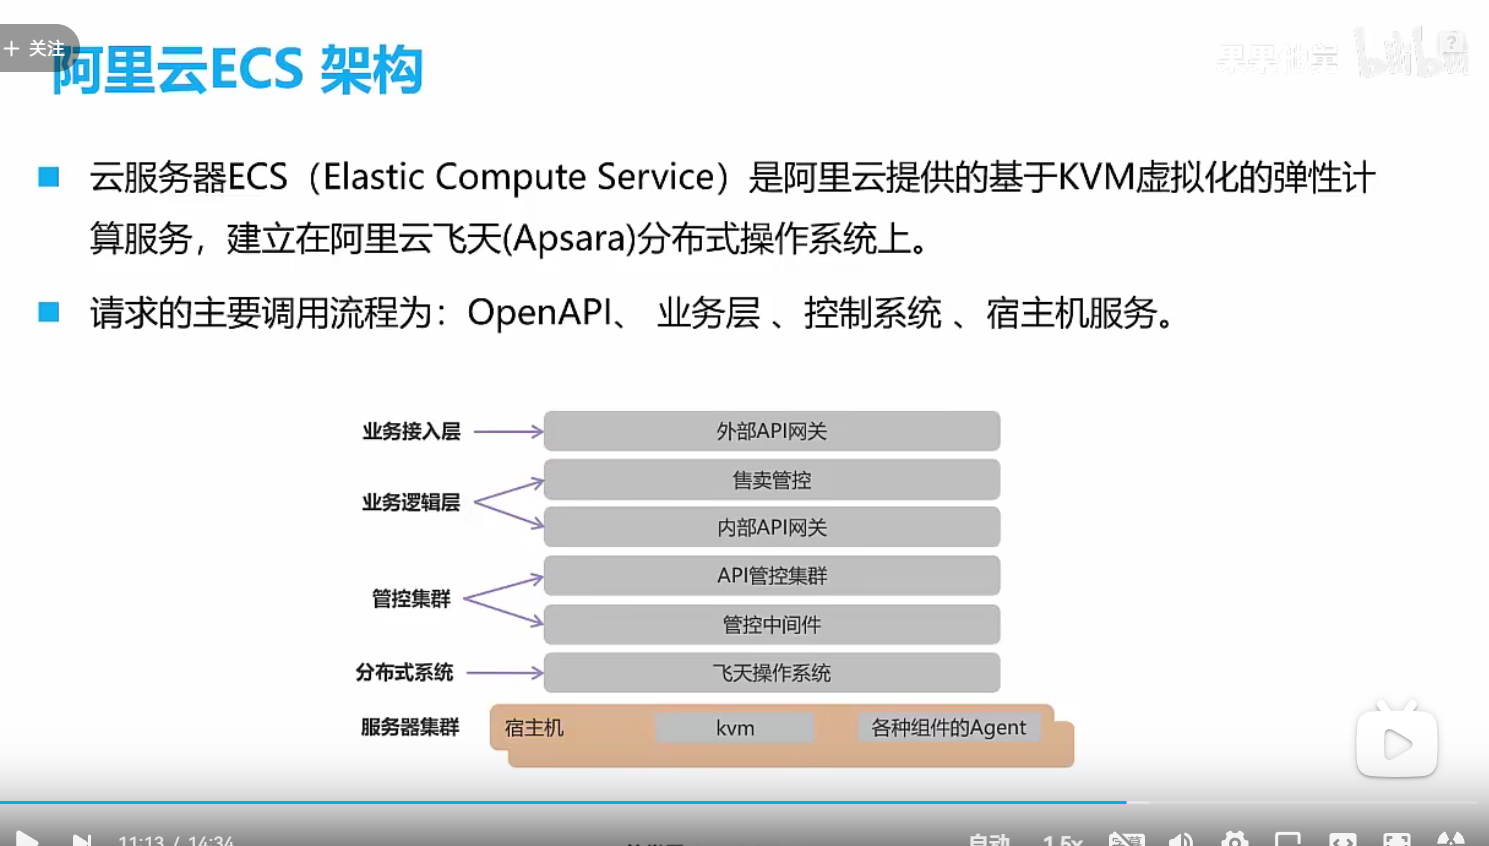 + 关注
果果他舅 bilibili
阿里云ECS 架构
云服务器ECS（Elastic Compute Service）是阿里云提供的基于KVM虚拟化的弹性计
算服务，建立在阿里云飞天(Apsara)分布式操作系统上。
请求的主要调用流程为：OpenAPI、 业务层 、控制系统 、宿主机服务。
业务接入层 外部API网关
业务逻辑层 售卖管控
内部API网关
管控集群 API管控集群
管控中间件
分布式系统 飞天操作系统
服务器集群 宿主机 kvm 各种组件的Agent
11:13 / 14:34 自动 1.5x